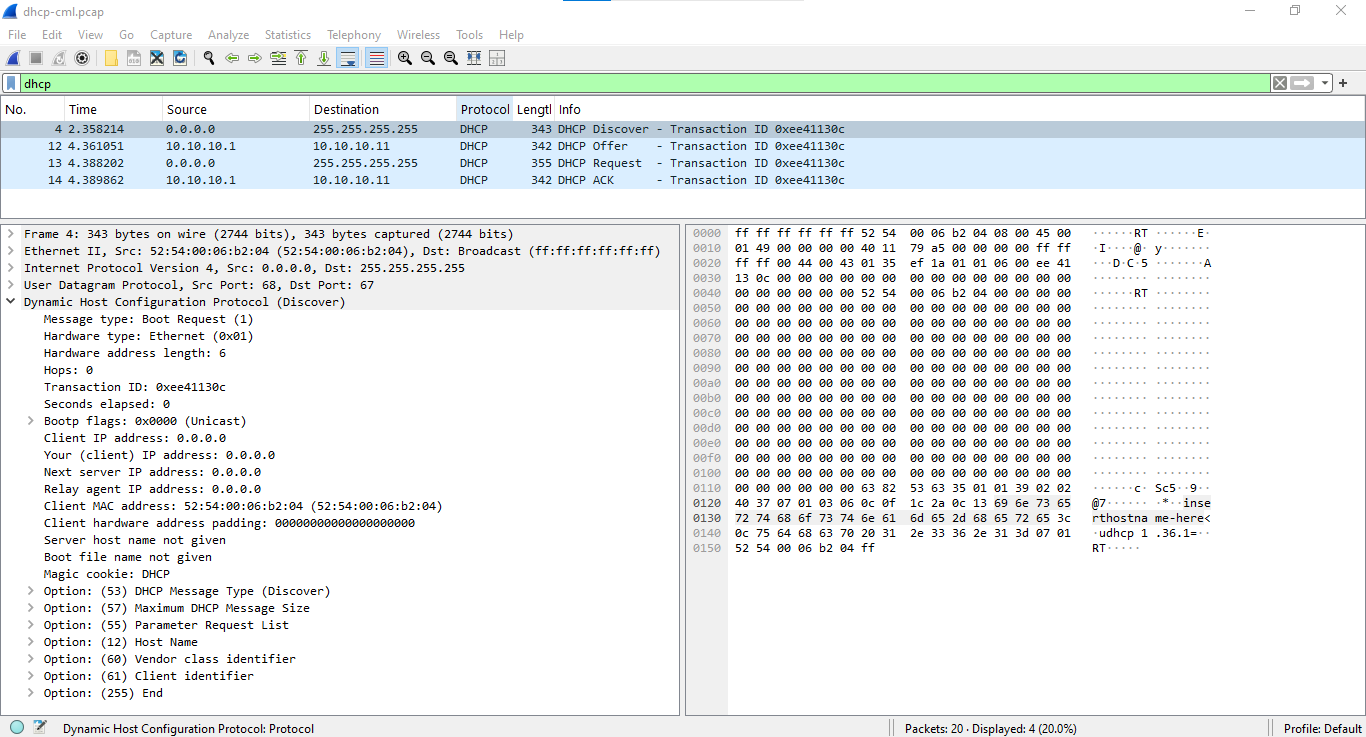 dhcp-cml.pcap
File Edit View Go Capture Analyze Statistics Telephony Wireless Tools Help
dhcp
No. Time Source Destination Protocol Lengtl Info
4 2.358214 0.0.0.0 255.255.255.255 DHCP 343 DHCP Discover - Transaction ID 0xee41130c
12 4.361051 10.10.10.1 10.10.10.11 DHCP 342 DHCP Offer - Transaction ID 0xee41130c
13 4.388202 0.0.0.0 255.255.255.255 DHCP 355 DHCP Request - Transaction ID 0xee41130c
14 4.389862 10.10.10.1 10.10.10.11 DHCP 342 DHCP ACK - Transaction ID 0xee41130c
Frame 4: 343 bytes on wire (2744 bits), 343 bytes captured (2744 bits)
Ethernet II, Src: 52:54:00:06:b2:04 (52:54:00:06:b2:04), Dst: Broadcast (ff:ff:ff:ff:ff:ff)
Internet Protocol Version 4, Src: 0.0.0.0, Dst: 255.255.255.255
User Datagram Protocol, Src Port: 68, Dst Port: 67
Dynamic Host Configuration Protocol (Discover)
Message type: Boot Request (1)
Hardware type: Ethernet (0x01)
Hardware address length: 6
Hops: 0
Transaction ID: 0xee41130c
Seconds elapsed: 0
Bootp flags: 0x0000 (Unicast)
Client IP address: 0.0.0.0
Your (client) IP address: 0.0.0.0
Next server IP address: 0.0.0.0
Relay agent IP address: 0.0.0.0
Client MAC address: 52:54:00:06:b2:04 (52:54:00:06:b2:04)
Client hardware address padding: 00000000000000000000
Server host name not given
Boot file name not given
Magic cookie: DHCP
Option: (53) DHCP Message Type (Discover)
Option: (57) Maximum DHCP Message Size
Option: (55) Parameter Request List
Option: (12) Host Name
Option: (60) Vendor class identifier
Option: (61) Client identifier
Option: (255) End
0000 ff ff ff ff ff ff 52 54 00 06 b2 04 08 00 45 00 ······RT ······E·
0010 01 49 00 00 00 00 40 11 79 a5 00 00 00 00 ff ff ·I····@· y·······
0020 ff ff 00 44 00 43 01 35 ef 1a 01 01 06 00 ee 41 ···D·C·5 ·······A
0030 13 0c 00 00 00 00 00 00 00 00 00 00 00 00 00 00 ········ ········
0040 00 00 00 00 00 00 52 54 00 06 b2 04 00 00 00 00 ······RT ········
0050 00 00 00 00 00 00 00 00 00 00 00 00 00 00 00 00 ········ ········
0060 00 00 00 00 00 00 00 00 00 00 00 00 00 00 00 00 ········ ········
0070 00 00 00 00 00 00 00 00 00 00 00 00 00 00 00 00 ········ ········
0080 00 00 00 00 00 00 00 00 00 00 00 00 00 00 00 00 ········ ········
0090 00 00 00 00 00 00 00 00 00 00 00 00 00 00 00 00 ········ ········
00a0 00 00 00 00 00 00 00 00 00 00 00 00 00 00 00 00 ········ ········
00b0 00 00 00 00 00 00 00 00 00 00 00 00 00 00 00 00 ········ ········
00c0 00 00 00 00 00 00 00 00 00 00 00 00 00 00 00 00 ········ ········
00d0 00 00 00 00 00 00 00 00 00 00 00 00 00 00 00 00 ········ ········
00e0 00 00 00 00 00 00 00 00 00 00 00 00 00 00 00 00 ········ ········
00f0 00 00 00 00 00 00 00 00 00 00 00 00 00 00 00 00 ········ ········
0100 00 00 00 00 00 00 00 00 00 00 00 00 00 00 00 00 ········ ········
0110 00 00 00 00 00 00 63 82 53 63 35 01 01 39 02 02 ······c· Sc5··9··
0120 40 37 07 01 03 06 0c 0f 1c 2a 0c 13 69 6e 73 65 @7······ ·*··inse
0130 72 74 68 6f 73 74 6e 61 6d 65 2d 68 65 72 65 3c rthostna me-here<
0140 0c 75 64 68 63 70 20 31 2e 33 36 2e 31 3d 07 01 ·udhcp 1 .36.1=··
0150 52 54 00 06 b2 04 ff RT·····
Dynamic Host Configuration Protocol: Protocol
Packets: 20 · Displayed: 4 (20.0%)
Profile: Default